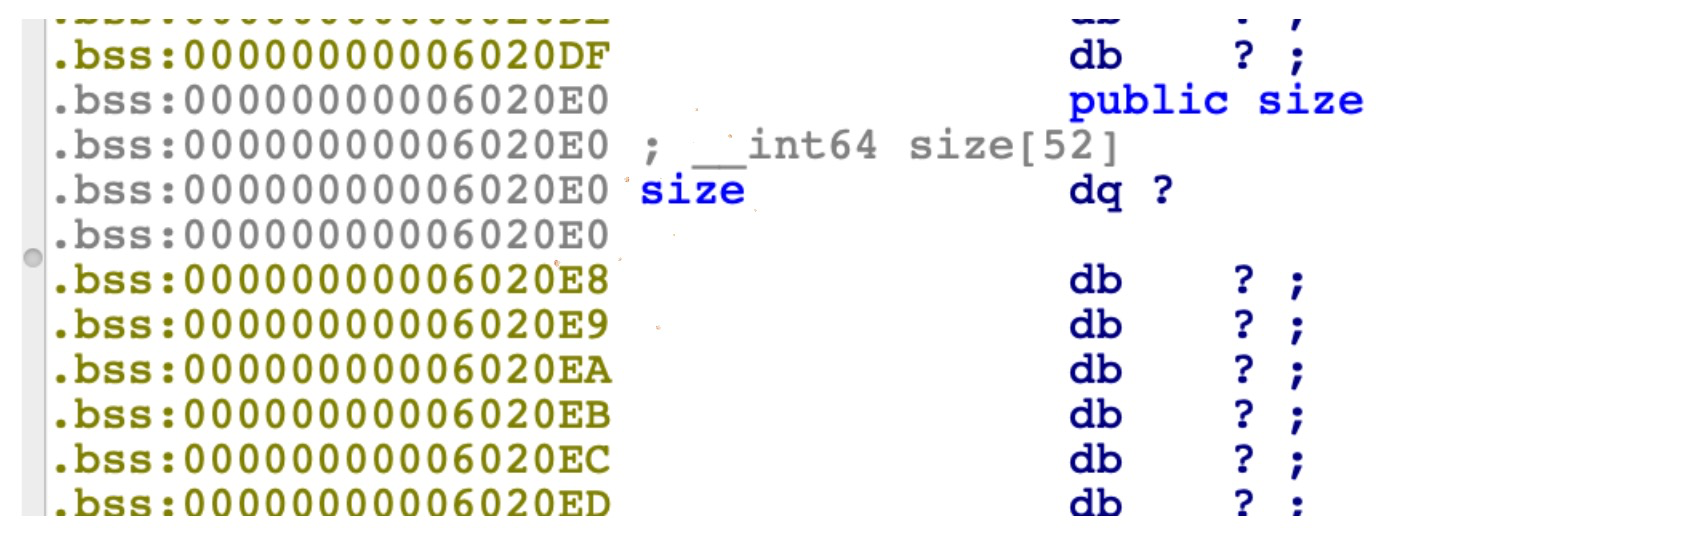 .bss:00000000006020DF db ? ;
.bss:00000000006020E0 public size
.bss:00000000006020E0 ; __int64 size[52]
.bss:00000000006020E0 size dq ?
.bss:00000000006020E0
.bss:00000000006020E8 db ? ;
.bss:00000000006020E9 db ? ;
.bss:00000000006020EA db ? ;
.bss:00000000006020EB db ? ;
.bss:00000000006020EC db ? ;
.bss:00000000006020ED db ? ;